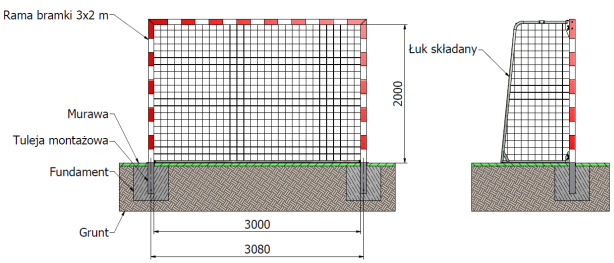 Rama bramki 3x2 m
Łuk składany
2000
Murawa
Tuleja montażowa
Fundament
Grunt
3000
3080